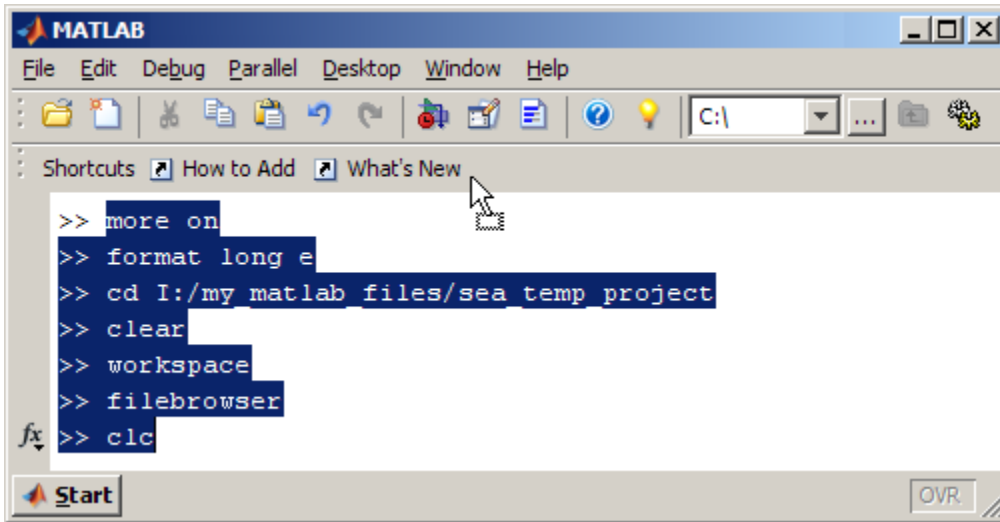 MATLAB
File Edit Debug Parallel Desktop Window Help
C:\ ...
Shortcuts How to Add What's New
>> more on
>> format long e
>> cd I:/my_matlab_files/sea_temp_project
>> clear
>> workspace
>> filebrowser
fx >> clc
Start OVR